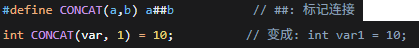 #define CONCAT(a,b) a##b // ##: 标记连接
int CONCAT(var, 1) = 10; // 变成: int var1 = 10;